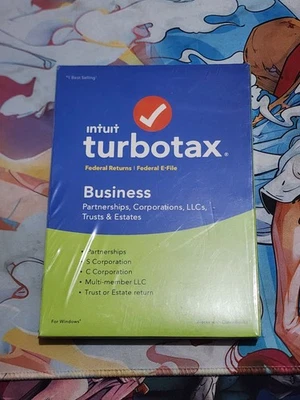 "1 Best Selling"
intuit
turbotax®
Federal Returns | Federal E-File
Business
Partnerships, Corporations, LLCs,
Trusts & Estates
• Partnerships
• S Corporation
• C Corporation
• Multi-member LLC
• Trust or Estate return
For Windows®